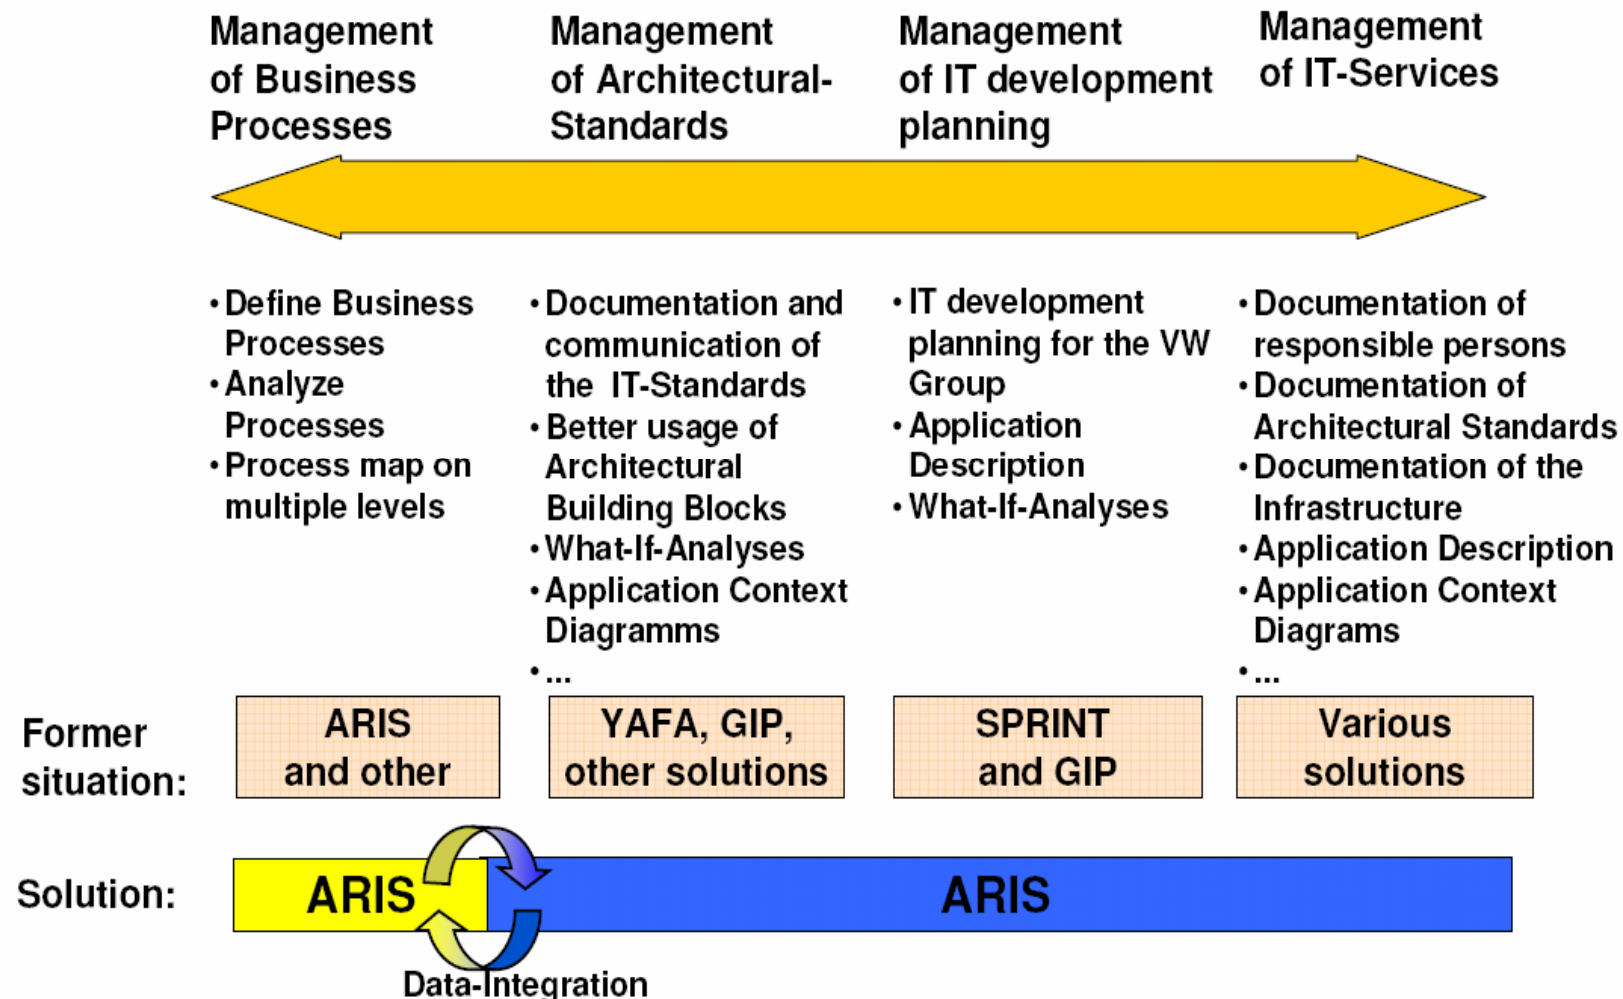 Management
of Business
Processes
Management
of Architectural-
Standards
Management
of IT development
planning
Management
of IT-Services
• Define Business
Processes
• Analyze
Processes
• Process map on
multiple levels
• Documentation and
communication of
the IT-Standards
• Better usage of
Architectural
Building Blocks
• What-If-Analyses
• Application Context
Diagramms
• ...
• IT development
planning for the VW
Group
• Application
Description
• What-If-Analyses
• Documentation of
responsible persons
• Documentation of
Architectural Standards
• Documentation of the
Infrastructure
• Application Description
• Application Context
Diagrams
• ...
Former
situation:
ARIS
and other
YAFA, GIP,
other solutions
SPRINT
and GIP
Various
solutions
Solution:
ARIS
ARIS
Data-Integration